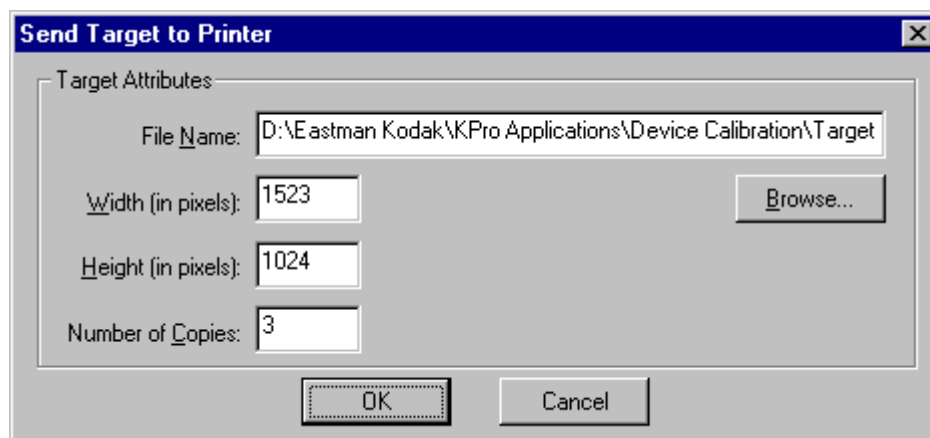 Send Target to Printer
Target Attributes
File Name: D:\Eastman Kodak\KPro Applications\Device Calibration\Target
Width (in pixels): 1523
Browse...
Height (in pixels): 1024
Number of Copies: 3
OK Cancel